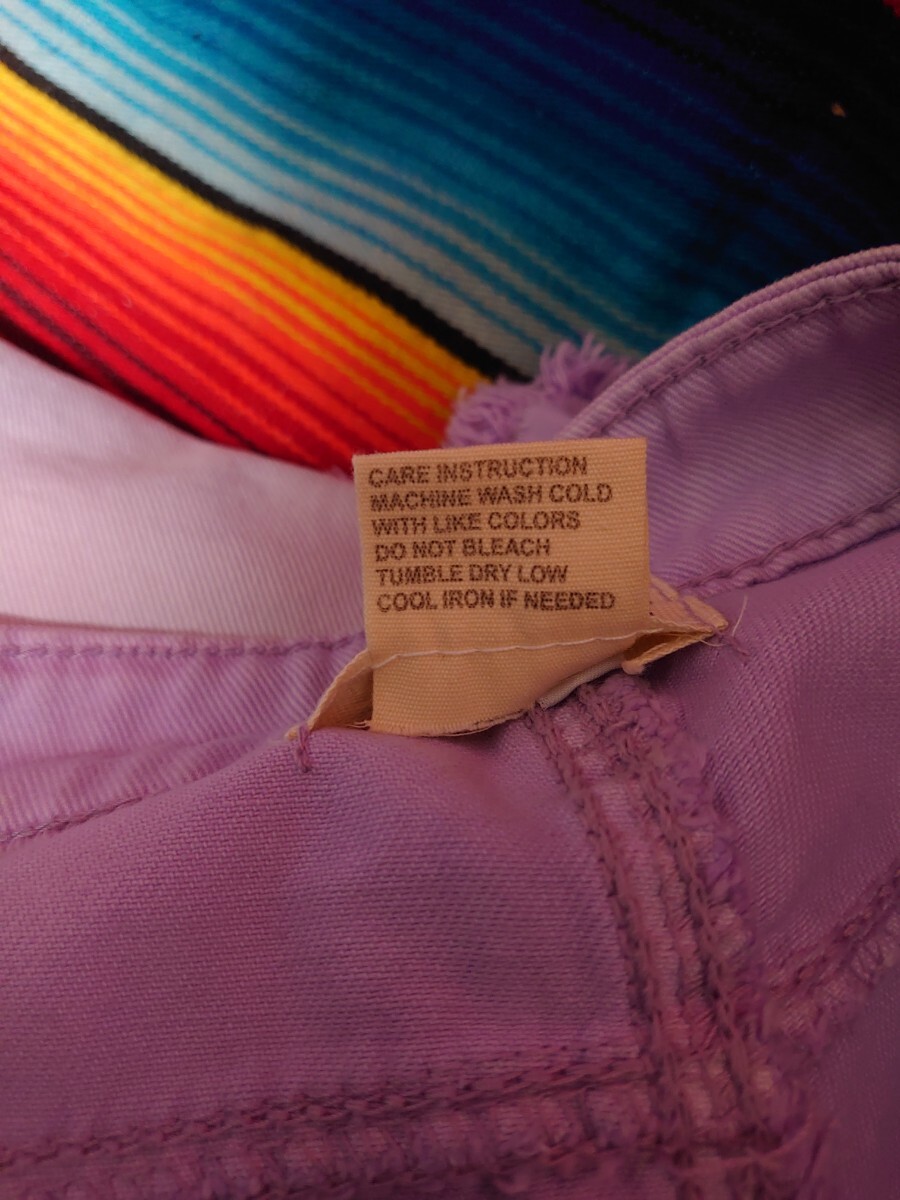 CARE INSTRUCTION
MACHINE WASH COLD
WITH LIKE COLORS
DO NOT BLEACH
TUMBLE DRY LOW
COOL IRON IF NEEDED